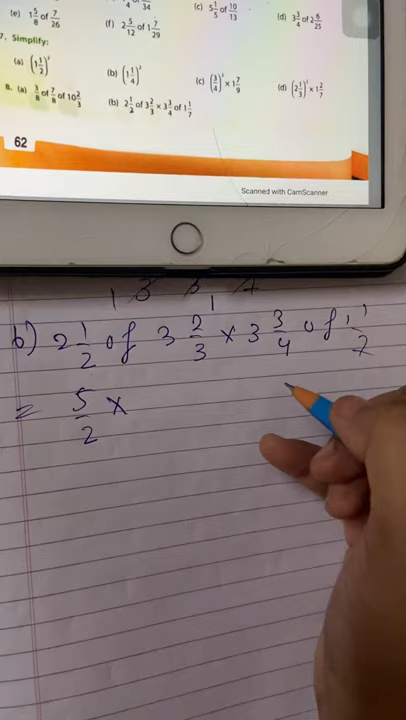 (e) 1 5/8 of 7/26 (f) 2 5/12 of 1 7/29 (c) 5 1/5 of 10/13 (d) 3 3/4 of 2 6/25
7. Simplify:
(a) (1 1/2)² (b) (1 1/4)² (c) (3/4)² × 1 7/9 (d) (2 1/3)² × 1 2/7
8. (a) 3/8 of 7/8 of 10 2/3 (b) 2 1/2 of 3 2/3 × 3 3/4 of 1 1/7
62
Scanned with CamScanner
b) 2 1/2 of 3 2/3 × 3 3/4 of 1 1/7
= 5/2 ×